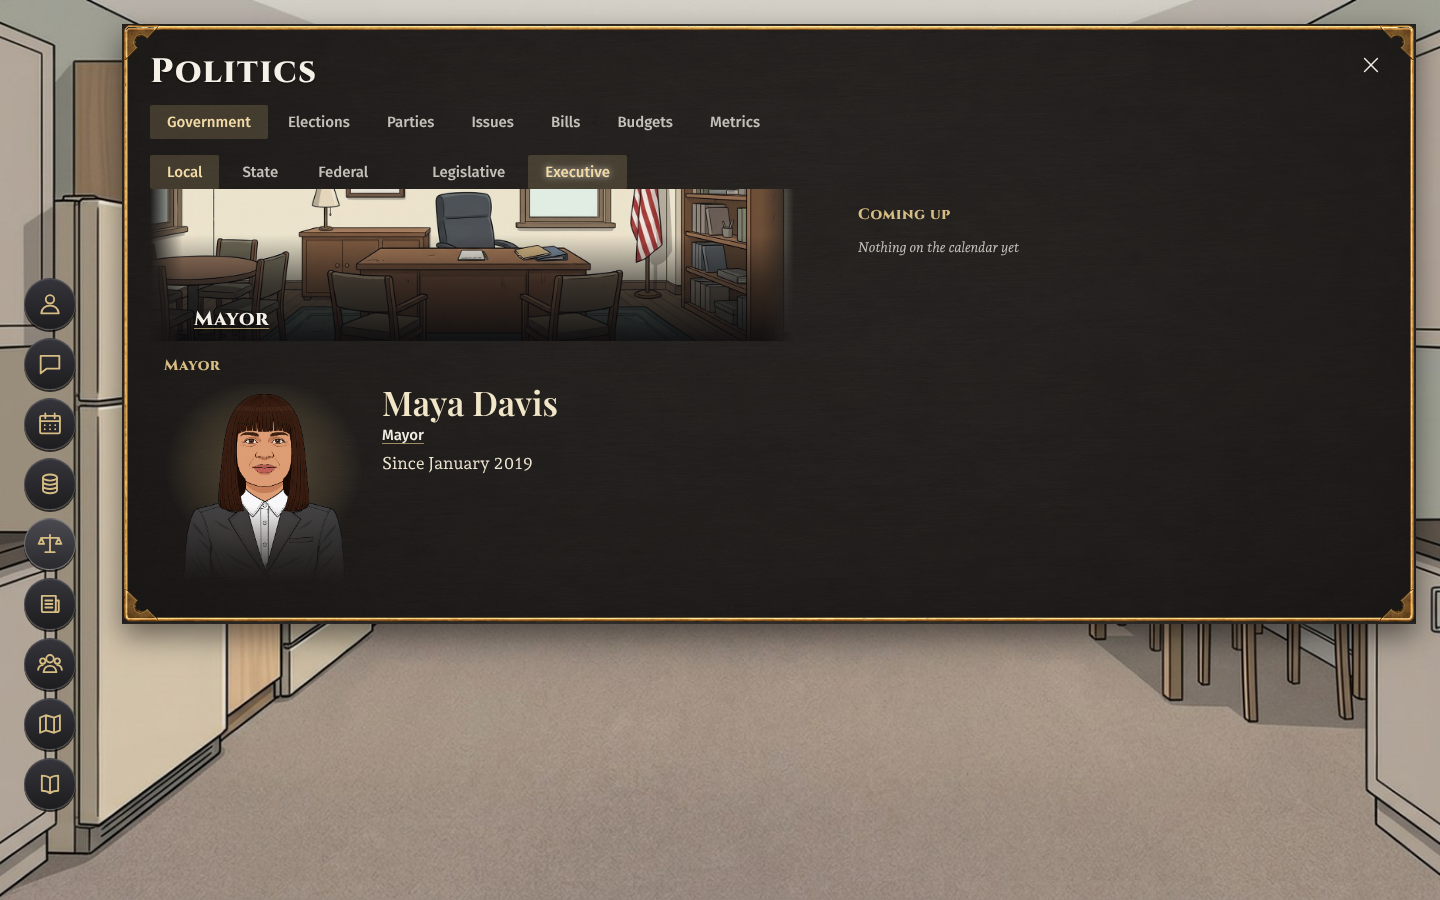 Politics
Government Elections Parties Issues Bills Budgets Metrics
Local State Federal Legislative Executive
Mayor
Mayor
Maya Davis
Mayor
Since January 2019
Coming up
Nothing on the calendar yet